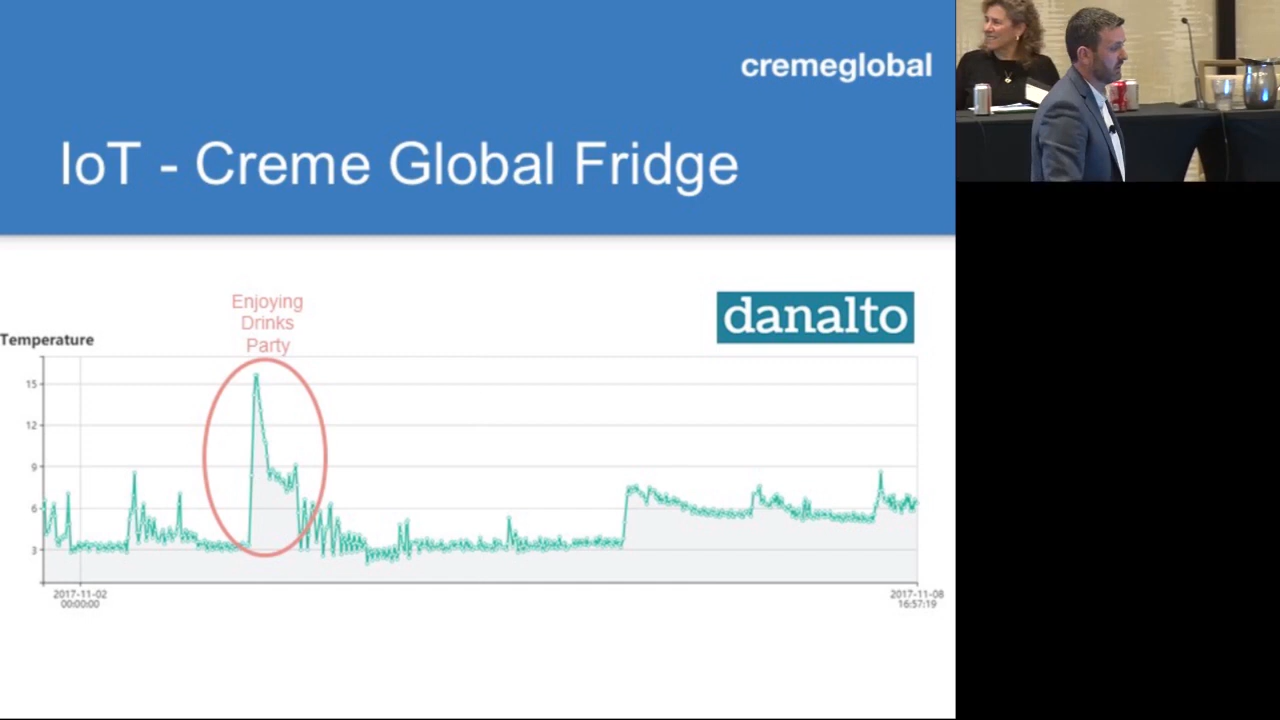 cremeglobal
IoT - Creme Global Fridge
Enjoying
Drinks
Party
danalto
Temperature
15
12
9
6
3
2017-11-02
00:00:00
2017-11-08
16:57:19